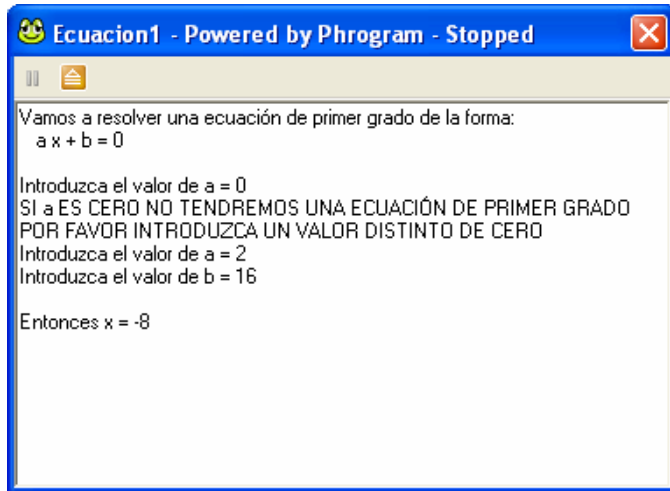 Ecuacion1 - Powered by Phrogram - Stopped
Vamos a resolver una ecuación de primer grado de la forma:
a x + b = 0
Introduzca el valor de a = 0
SI a ES CERO NO TENDREMOS UNA ECUACIÓN DE PRIMER GRADO
POR FAVOR INTRODUZCA UN VALOR DISTINTO DE CERO
Introduzca el valor de a = 2
Introduzca el valor de b = 16
Entonces x = -8